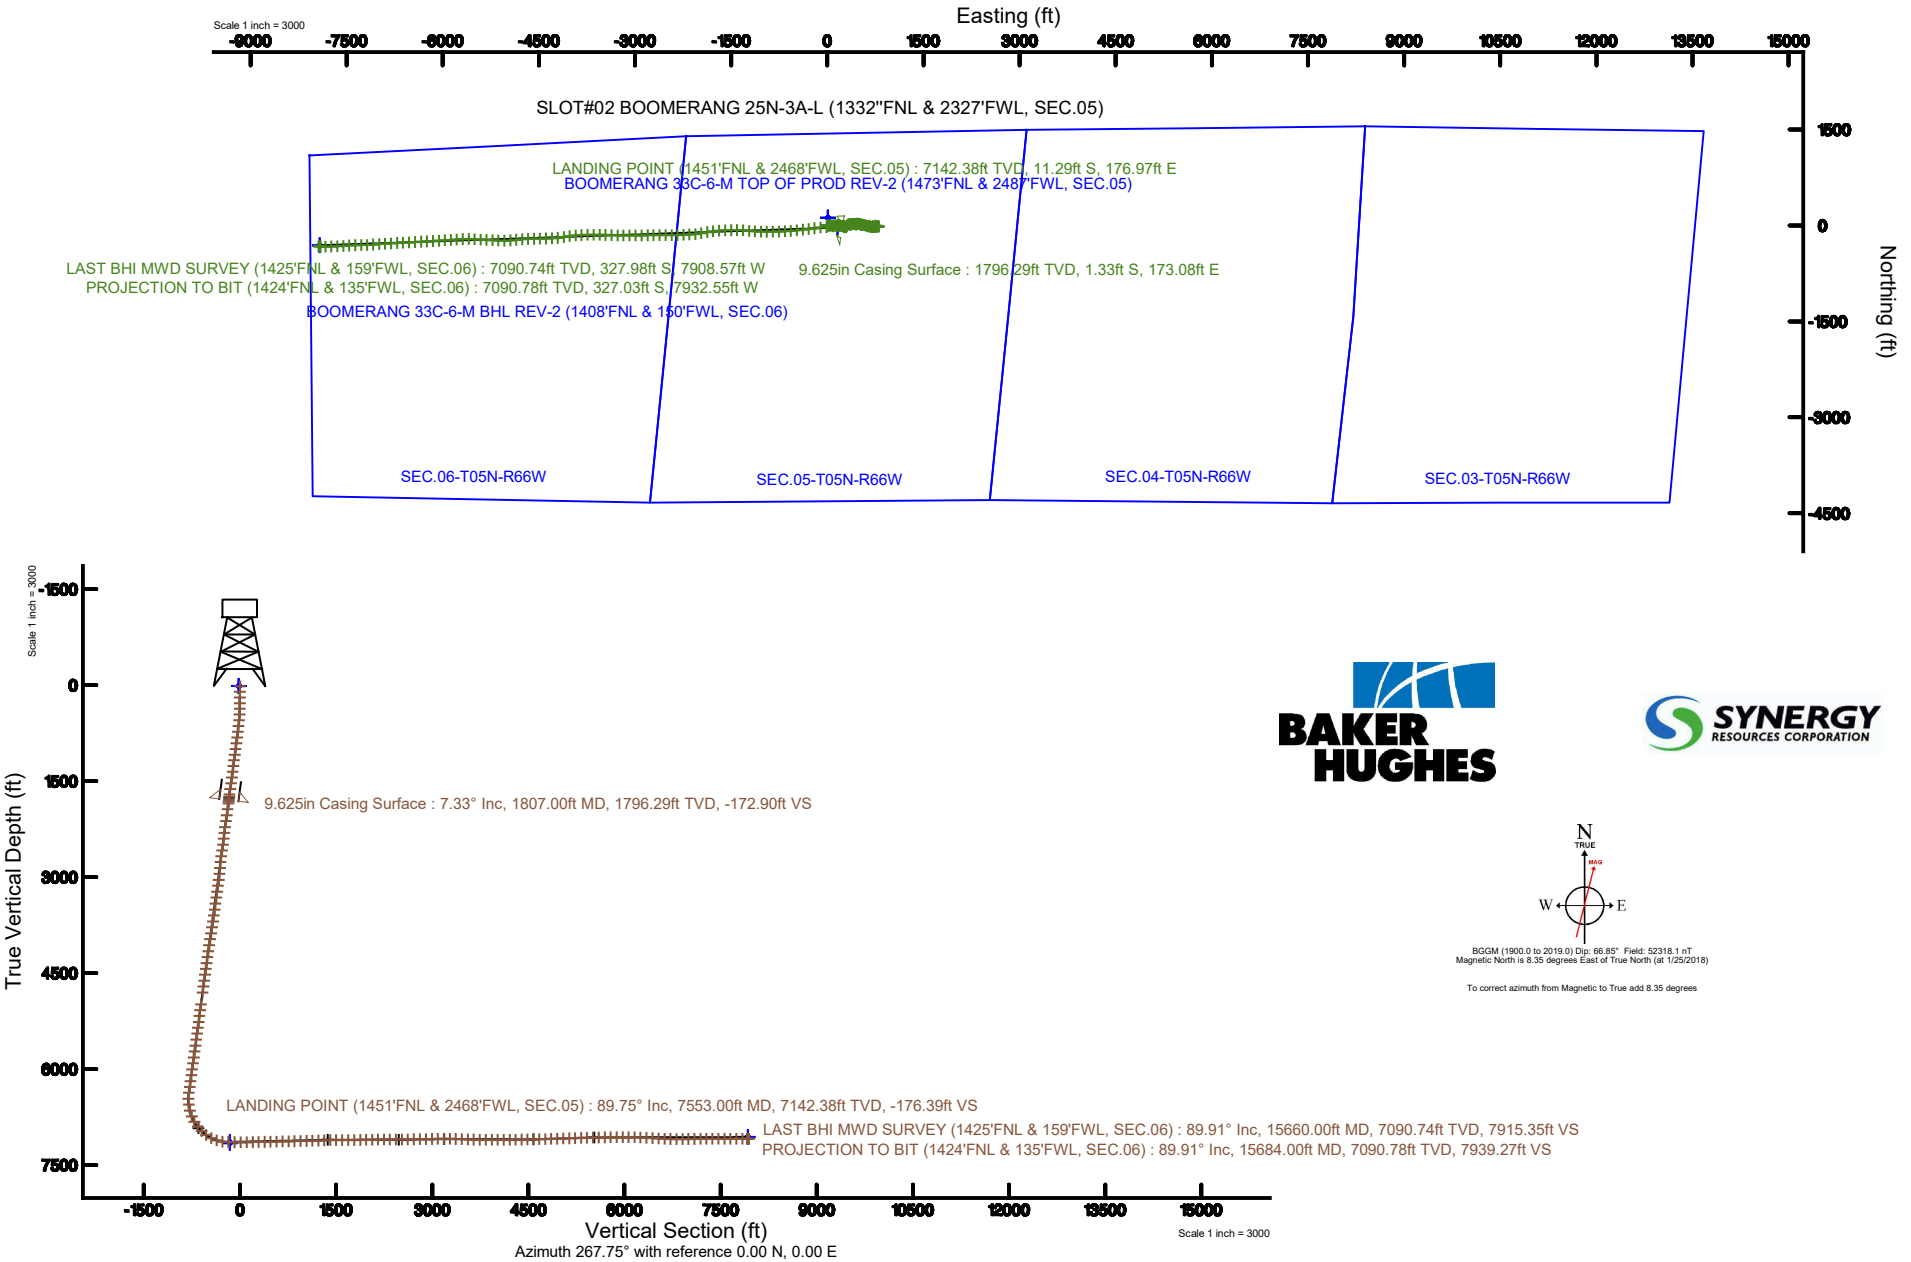 Easting (ft)
Scale 1 inch = 3000
-9000 -7500 -6000 -4500 -3000 -1500 0 1500 3000 4500 6000 7500 9000 10500 12000 13500 15000
SLOT#02 BOOMERANG 25N-3A-L (1332"FNL & 2327'FWL, SEC.05)
1500
LANDING POINT (1451'FNL & 2468'FWL, SEC.05) : 7142.38ft TVD, 11.29ft S, 176.97ft E
BOOMERANG 33C-6-M TOP OF PROD REV-2 (1473'FNL & 2487'FWL, SEC.05)
0
LAST BHI MWD SURVEY (1425'FNL & 159'FWL, SEC.06) : 7090.74ft TVD, 327.98ft S, 7908.57ft W
9.625in Casing Surface : 1796.29ft TVD, 1.33ft S, 173.08ft E
PROJECTION TO BIT (1424'FNL & 135'FWL, SEC.06) : 7090.78ft TVD, 327.03ft S, 7932.55ft W
BOOMERANG 33C-6-M BHL REV-2 (1408'FNL & 150'FWL, SEC.06)
Northing (ft)
-1500
-3000
SEC.06-T05N-R66W
SEC.05-T05N-R66W
SEC.04-T05N-R66W
SEC.03-T05N-R66W
-4500
Scale 1 inch = 3000
-1500
0
1500
3000
4500
6000
7500
True Vertical Depth (ft)
9.625in Casing Surface : 7.33° Inc, 1807.00ft MD, 1796.29ft TVD, -172.90ft VS
LANDING POINT (1451'FNL & 2468'FWL, SEC.05) : 89.75° Inc, 7553.00ft MD, 7142.38ft TVD, -176.39ft VS
LAST BHI MWD SURVEY (1425'FNL & 159'FWL, SEC.06) : 89.91° Inc, 15660.00ft MD, 7090.74ft TVD, 7915.35ft VS
PROJECTION TO BIT (1424'FNL & 135'FWL, SEC.06) : 89.91° Inc, 15684.00ft MD, 7090.78ft TVD, 7939.27ft VS
-1500 0 1500 3000 4500 6000 7500 9000 10500 12000 13500 15000
Vertical Section (ft)
Scale 1 inch = 3000
Azimuth 267.75° with reference 0.00 N, 0.00 E
BAKER
HUGHES
SYNERGY
RESOURCES CORPORATION
N
TRUE
MAG
W E
BGGM (1900.0 to 2019.0) Dip: 66.85° Field: 52318.1 nT
Magnetic North is 8.35 degrees East of True North (at 1/25/2018)
To correct azimuth from Magnetic to True add 8.35 degrees